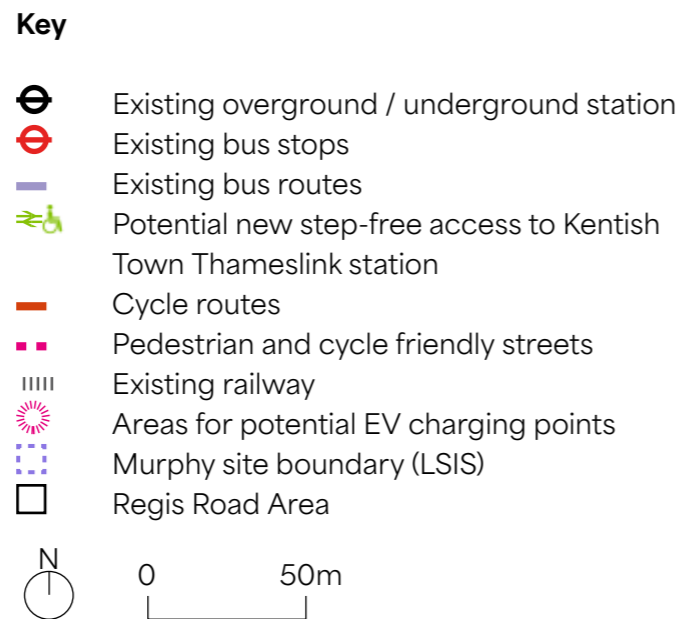 Key
Existing overground / underground station
Existing bus stops
Existing bus routes
Potential new step-free access to Kentish
Town Thameslink station
Cycle routes
Pedestrian and cycle friendly streets
Existing railway
Areas for potential EV charging points
Murphy site boundary (LSIS)
Regis Road Area
N
0 50m